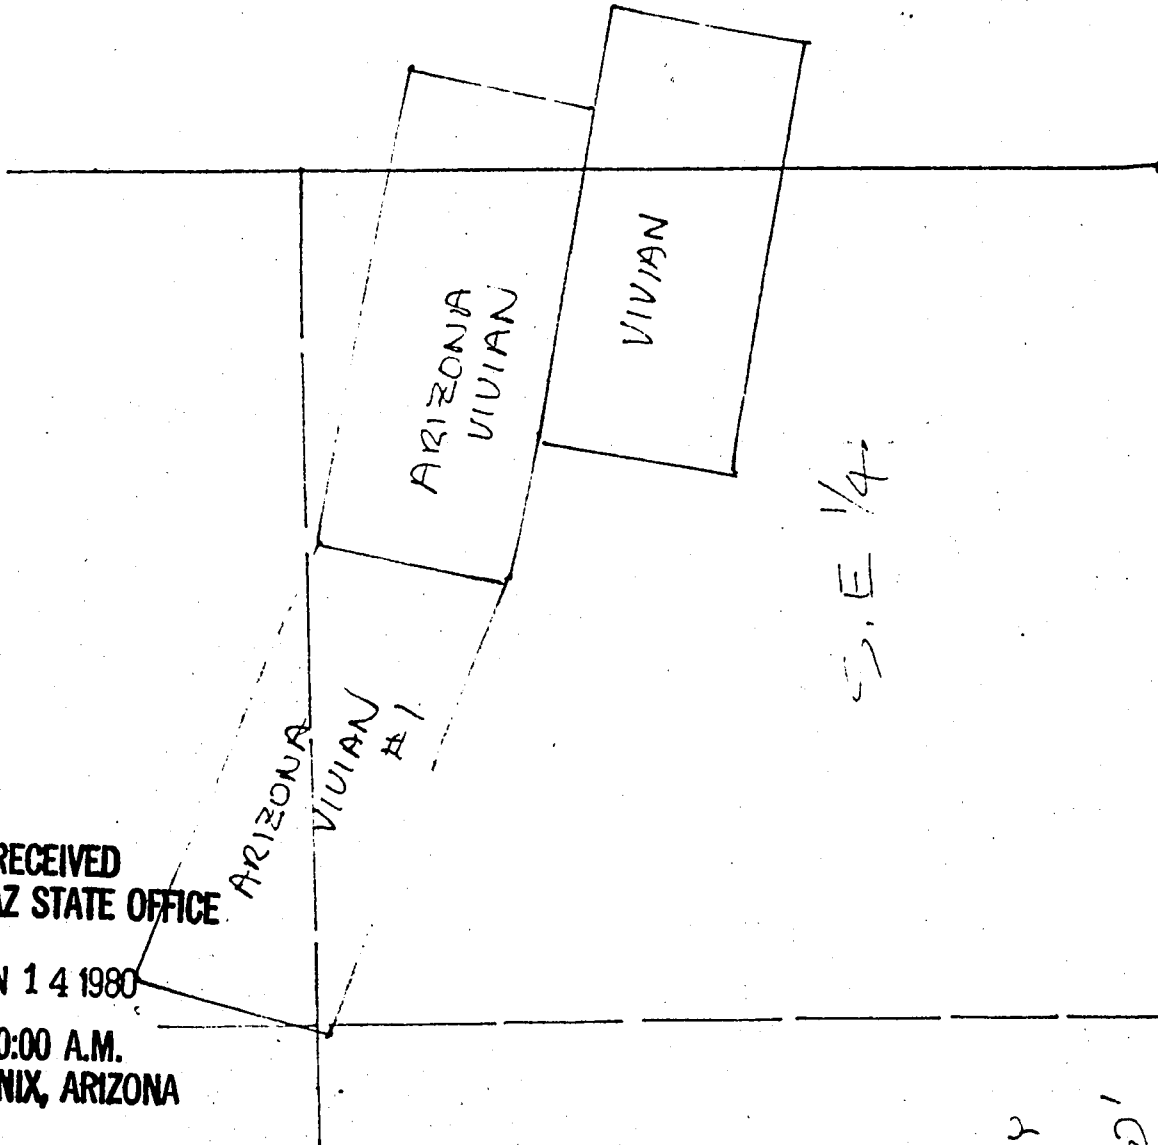 VIVIAN
ARIZONA
VIVIAN
S.E 1/4
ARIZONA
VIVIAN
#1
RECEIVED
AZ STATE OFFICE
N 14 1980
0:00 A.M.
NIX, ARIZONA